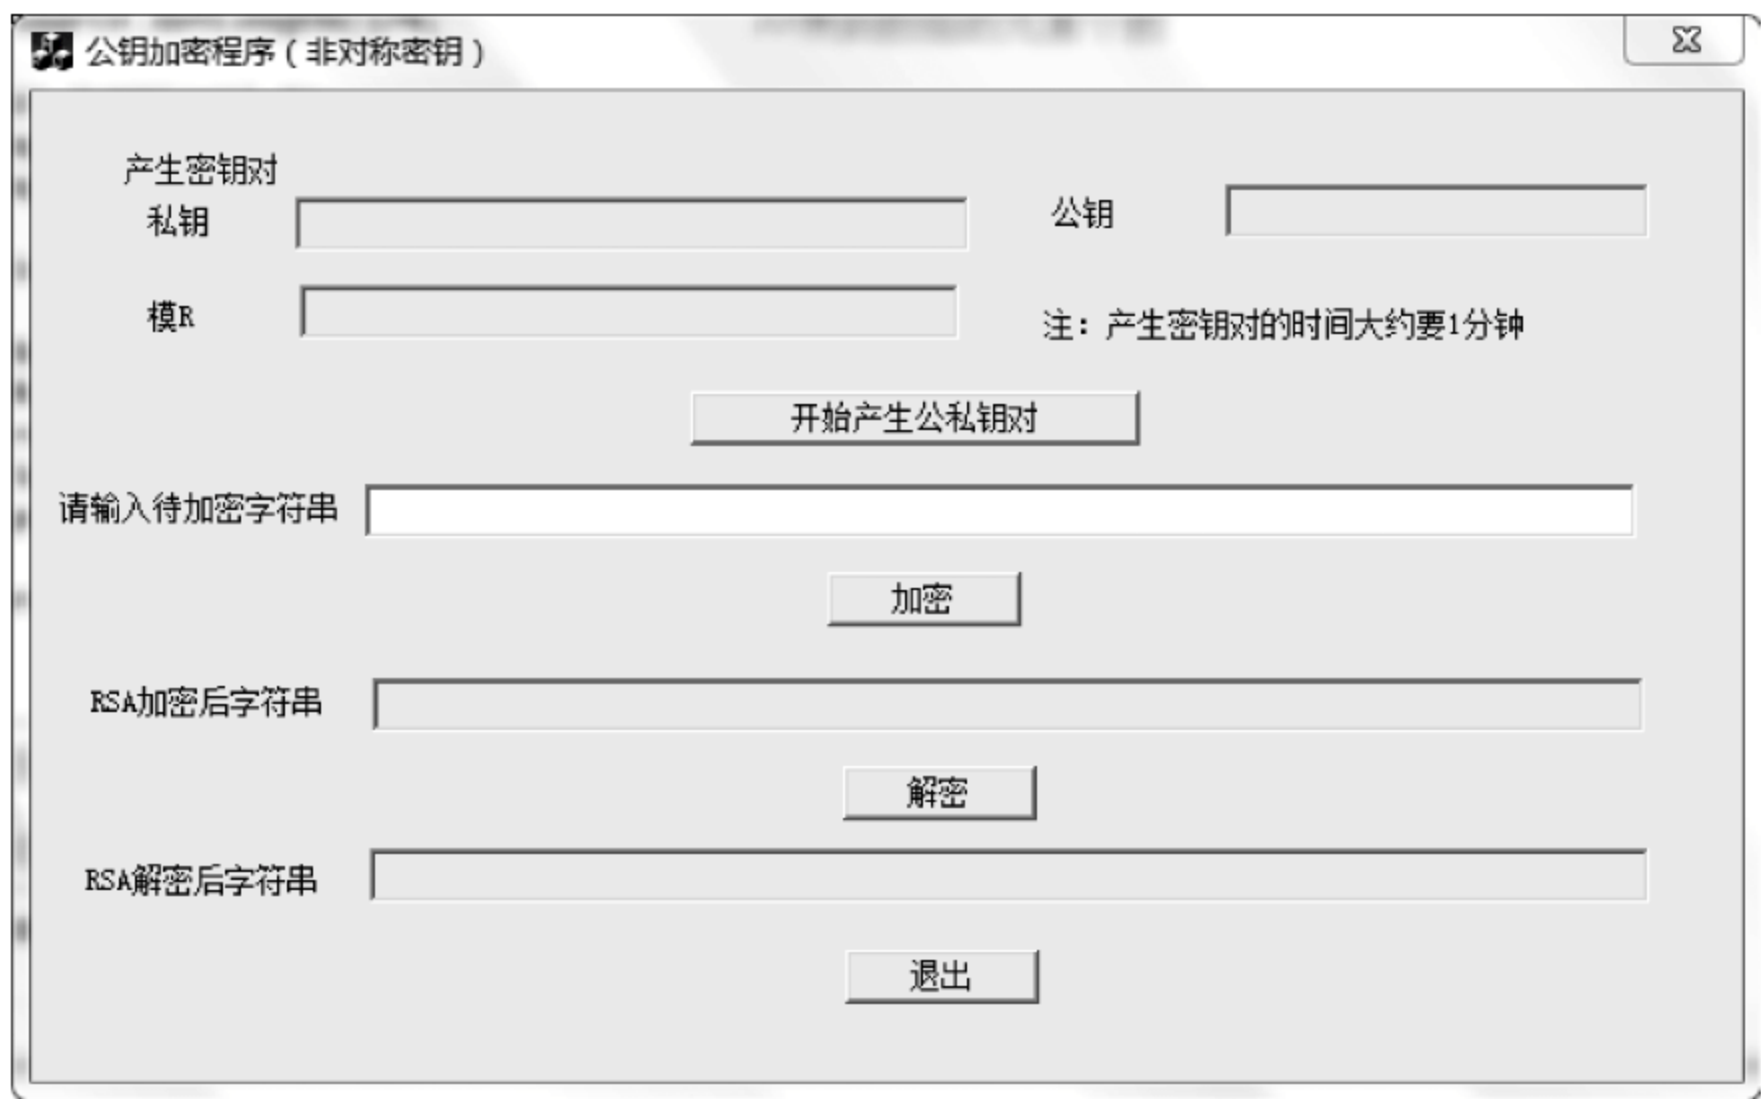 公钥加密程序（非对称密钥）
产生密钥对
私钥
公钥
模R
注：产生密钥对的时间大约要1分钟
开始产生公私钥对
请输入待加密字符串
加密
RSA加密后字符串
解密
RSA解密后字符串
退出